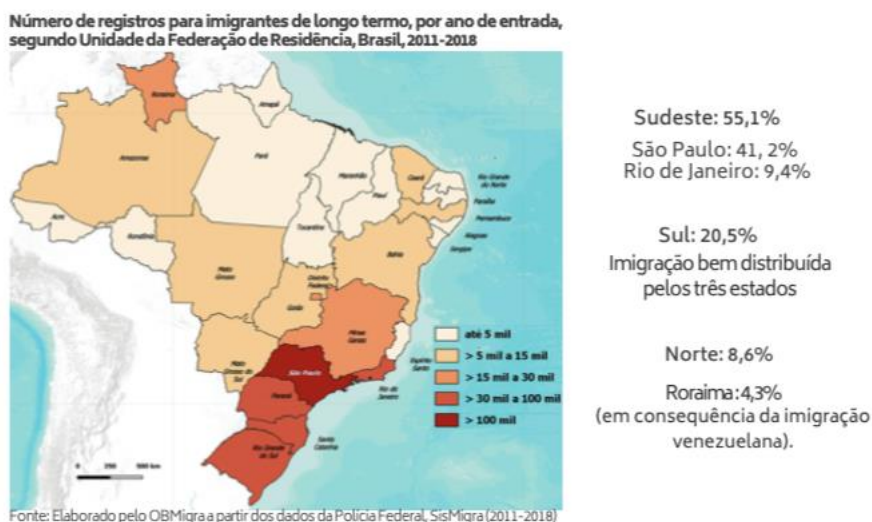 Número de registros para imigrantes de longo termo, por ano de entrada,
segundo Unidade da Federação de Residência, Brasil, 2011-2018
Roraima
Amapá
Amazonas
Pará
Maranhão
Ceará
Rio Grande
do Norte
Paraíba
Piauí
Pernambuco
Acre
Tocantins
Alagoas
Rondônia
Sergipe
Bahia
Mato
Grosso
Distrito
Federal
Goiás
Minas
Gerais
Mato
Grosso
do Sul
Espírito
Santo
São Paulo
Rio de
Janeiro
Paraná
Santa
Catarina
Rio Grande
do Sul
até 5 mil
> 5 mil a 15 mil
> 15 mil a 30 mil
> 30 mil a 100 mil
> 100 mil
0 250 500 km
Fonte: Elaborado pelo OBMigra a partir dos dados da Polícia Federal, SisMigra (2011-2018)
Sudeste: 55,1%
São Paulo: 41, 2%
Rio de Janeiro: 9,4%
Sul: 20,5%
Imigração bem distribuída
pelos três estados
Norte: 8,6%
Roraima:4,3%
(em consequência da imigração
venezuelana).